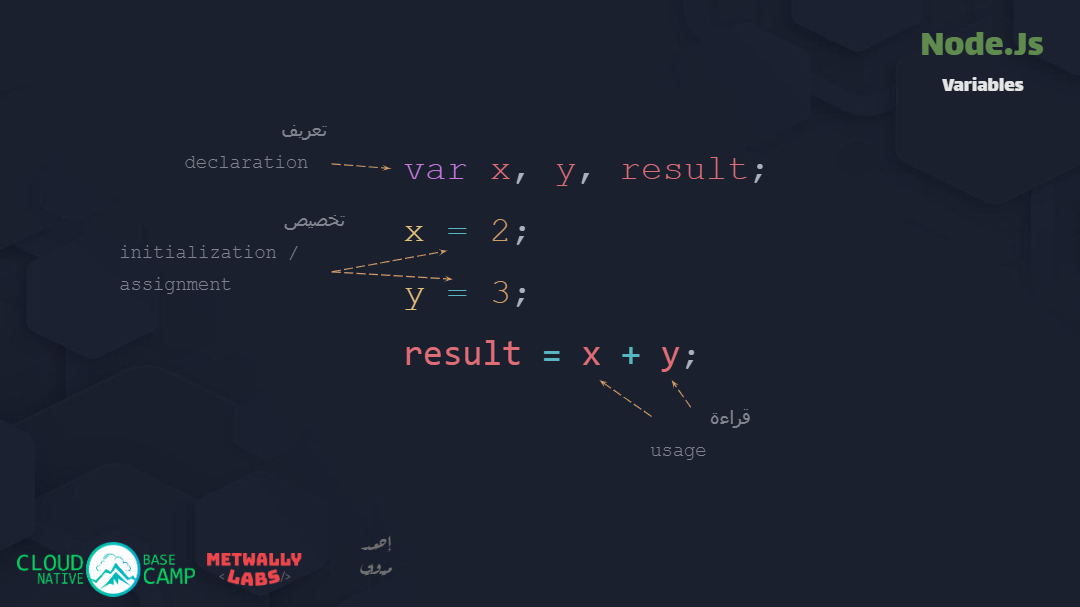 Node.Js
Variables
تعريف
declaration
var x, y, result;
تخصيص
initialization /
assignment
x = 2;
y = 3;
result = x + y;
قراءة
usage
CLOUD NATIVE
BASE CAMP
METWALLY
<LABS/>